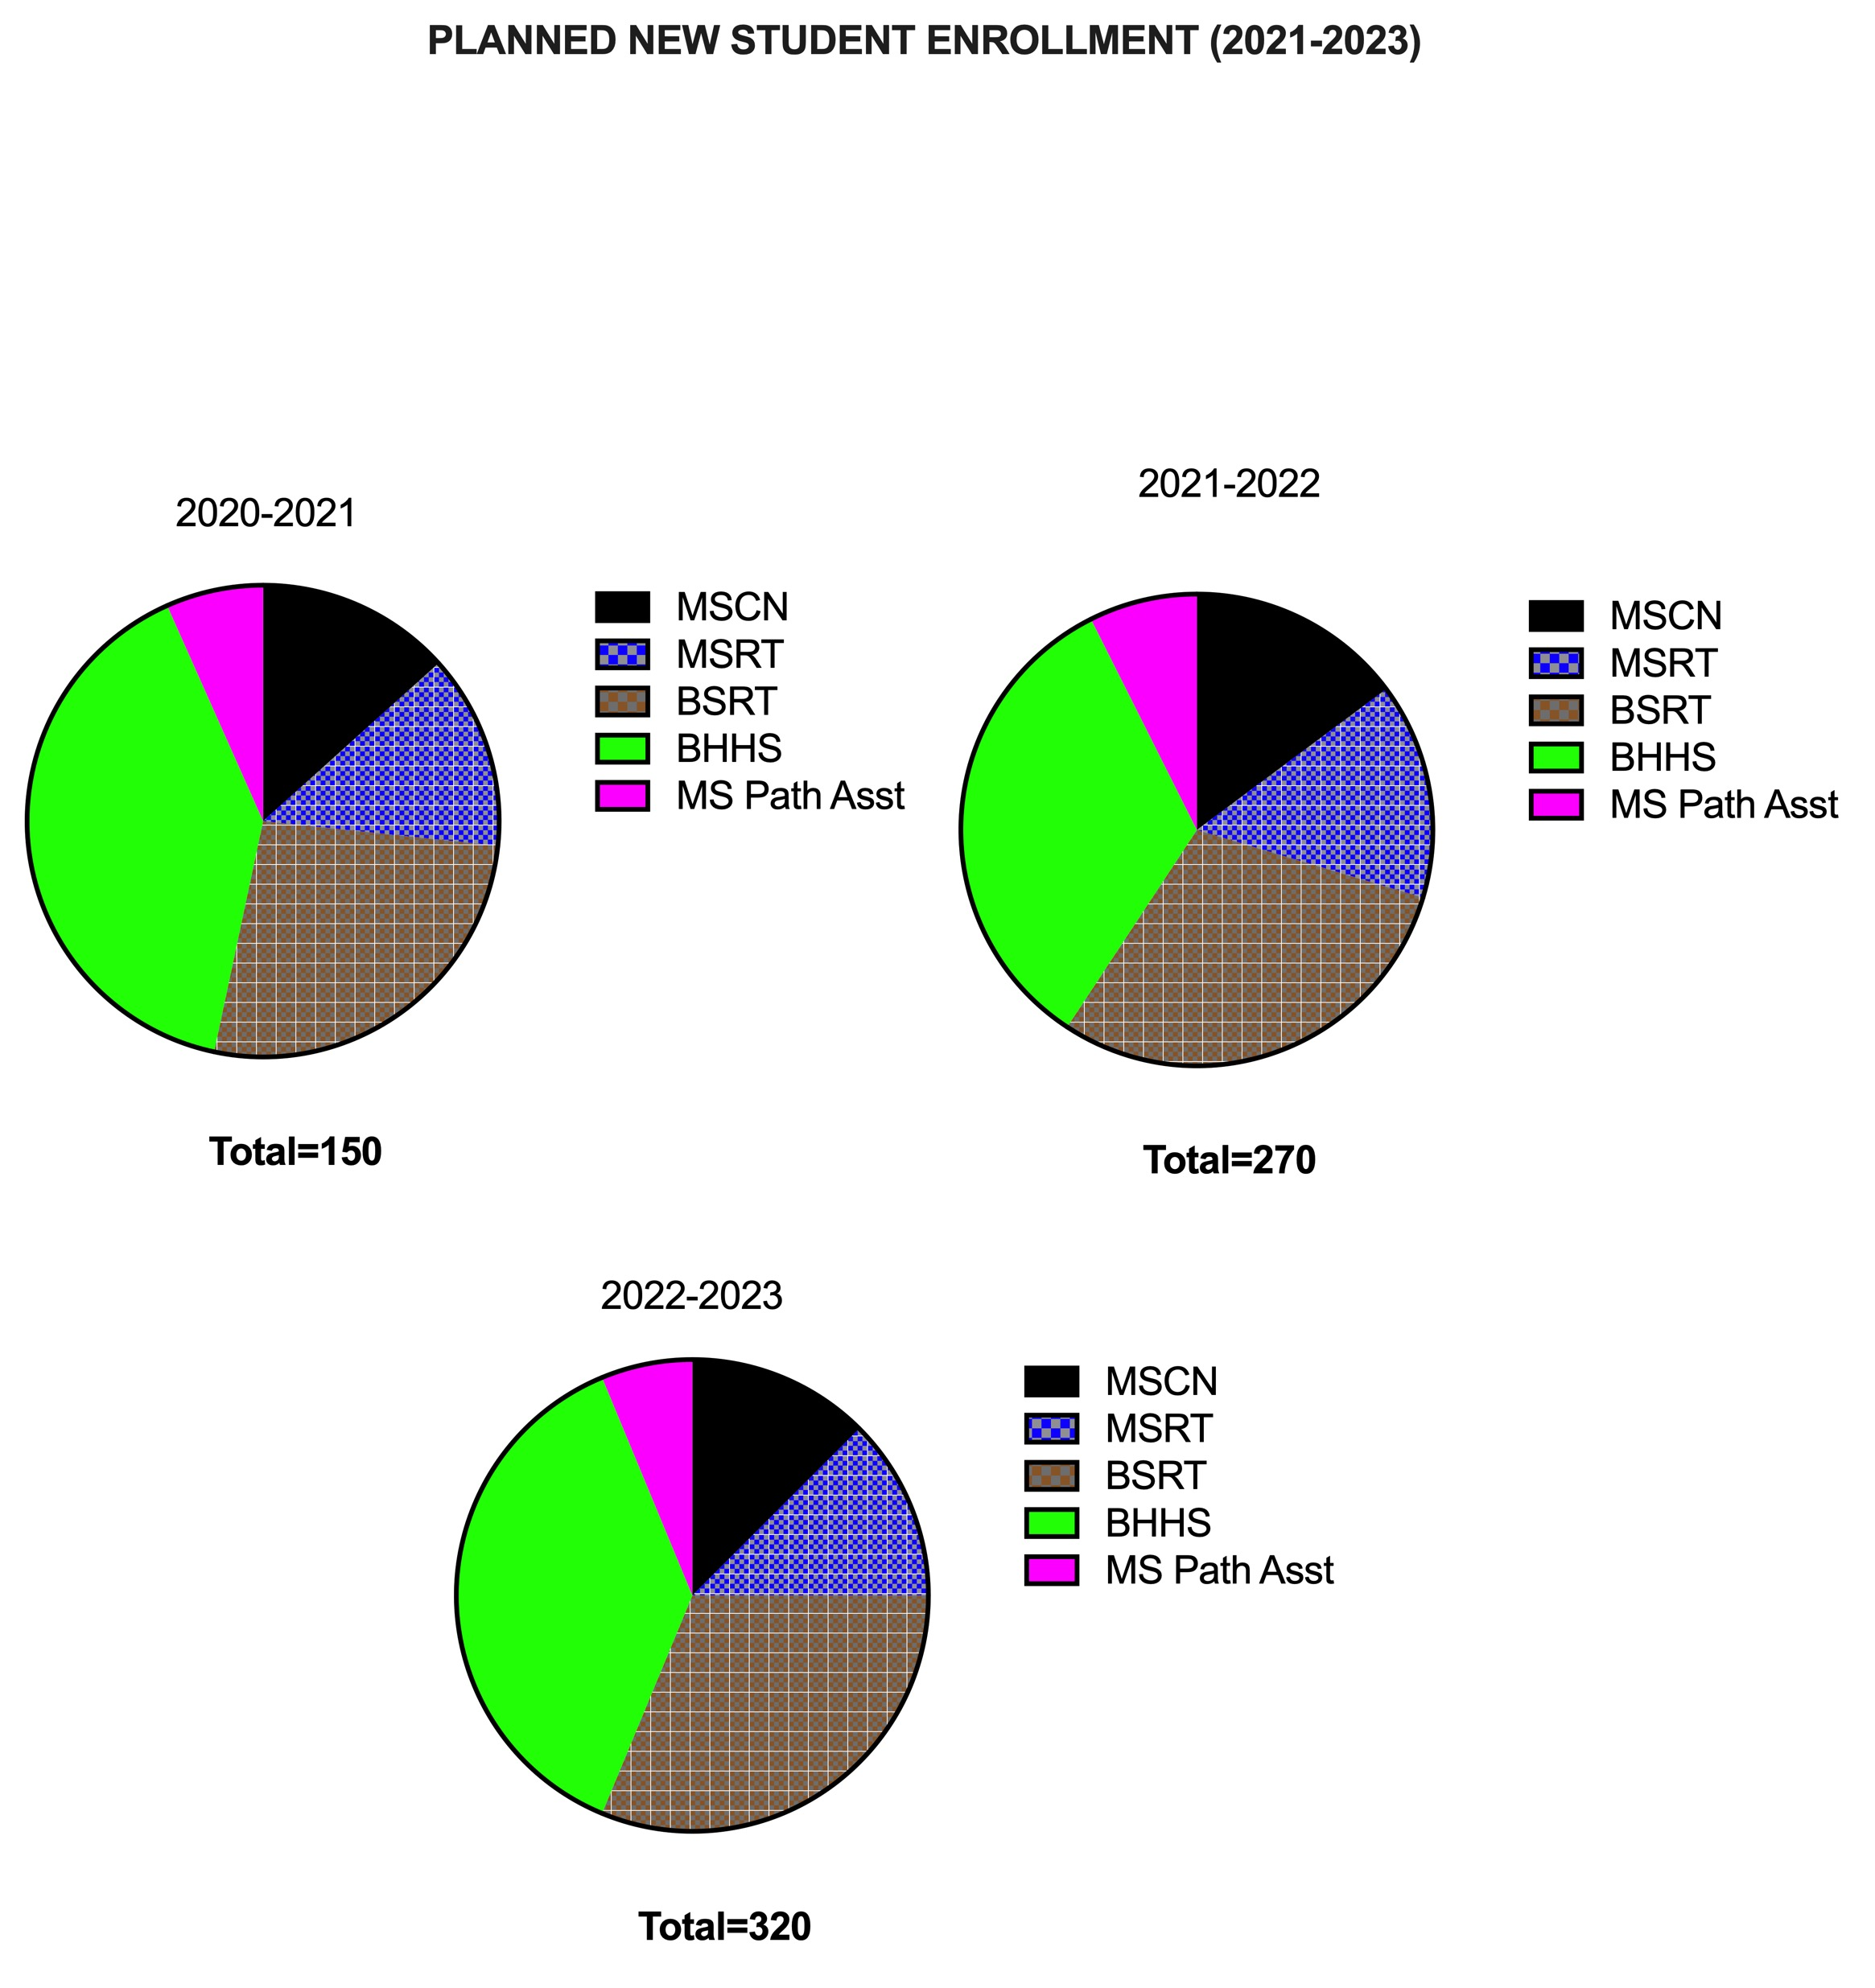 PLANNED NEW STUDENT ENROLLMENT (2021-2023)
2020-2021
MSCN
MSRT
BSRT
BHHS
MS Path Asst
Total=150
2021-2022
MSCN
MSRT
BSRT
BHHS
MS Path Asst
Total=270
2022-2023
MSCN
MSRT
BSRT
BHHS
MS Path Asst
Total=320